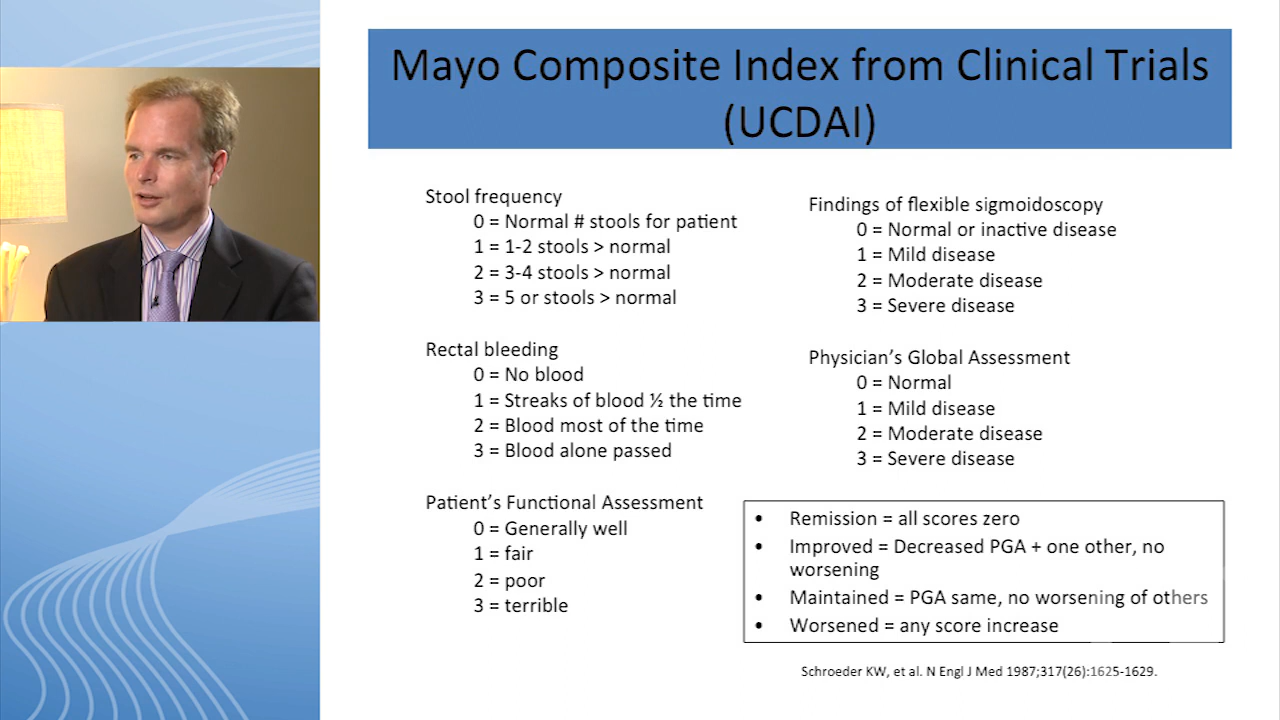 Mayo Composite Index from Clinical Trials
(UCDAI)
Stool frequency
0 = Normal # stools for patient
1 = 1-2 stools > normal
2 = 3-4 stools > normal
3 = 5 or stools > normal
Rectal bleeding
0 = No blood
1 = Streaks of blood ½ the time
2 = Blood most of the time
3 = Blood alone passed
Patient’s Functional Assessment
0 = Generally well
1 = fair
2 = poor
3 = terrible
Findings of flexible sigmoidoscopy
0 = Normal or inactive disease
1 = Mild disease
2 = Moderate disease
3 = Severe disease
Physician’s Global Assessment
0 = Normal
1 = Mild disease
2 = Moderate disease
3 = Severe disease
• Remission = all scores zero
• Improved = Decreased PGA + one other, no
worsening
• Maintained = PGA same, no worsening of others
• Worsened = any score increase
Schroeder KW, et al. N Engl J Med 1987;317(26):1625-1629.